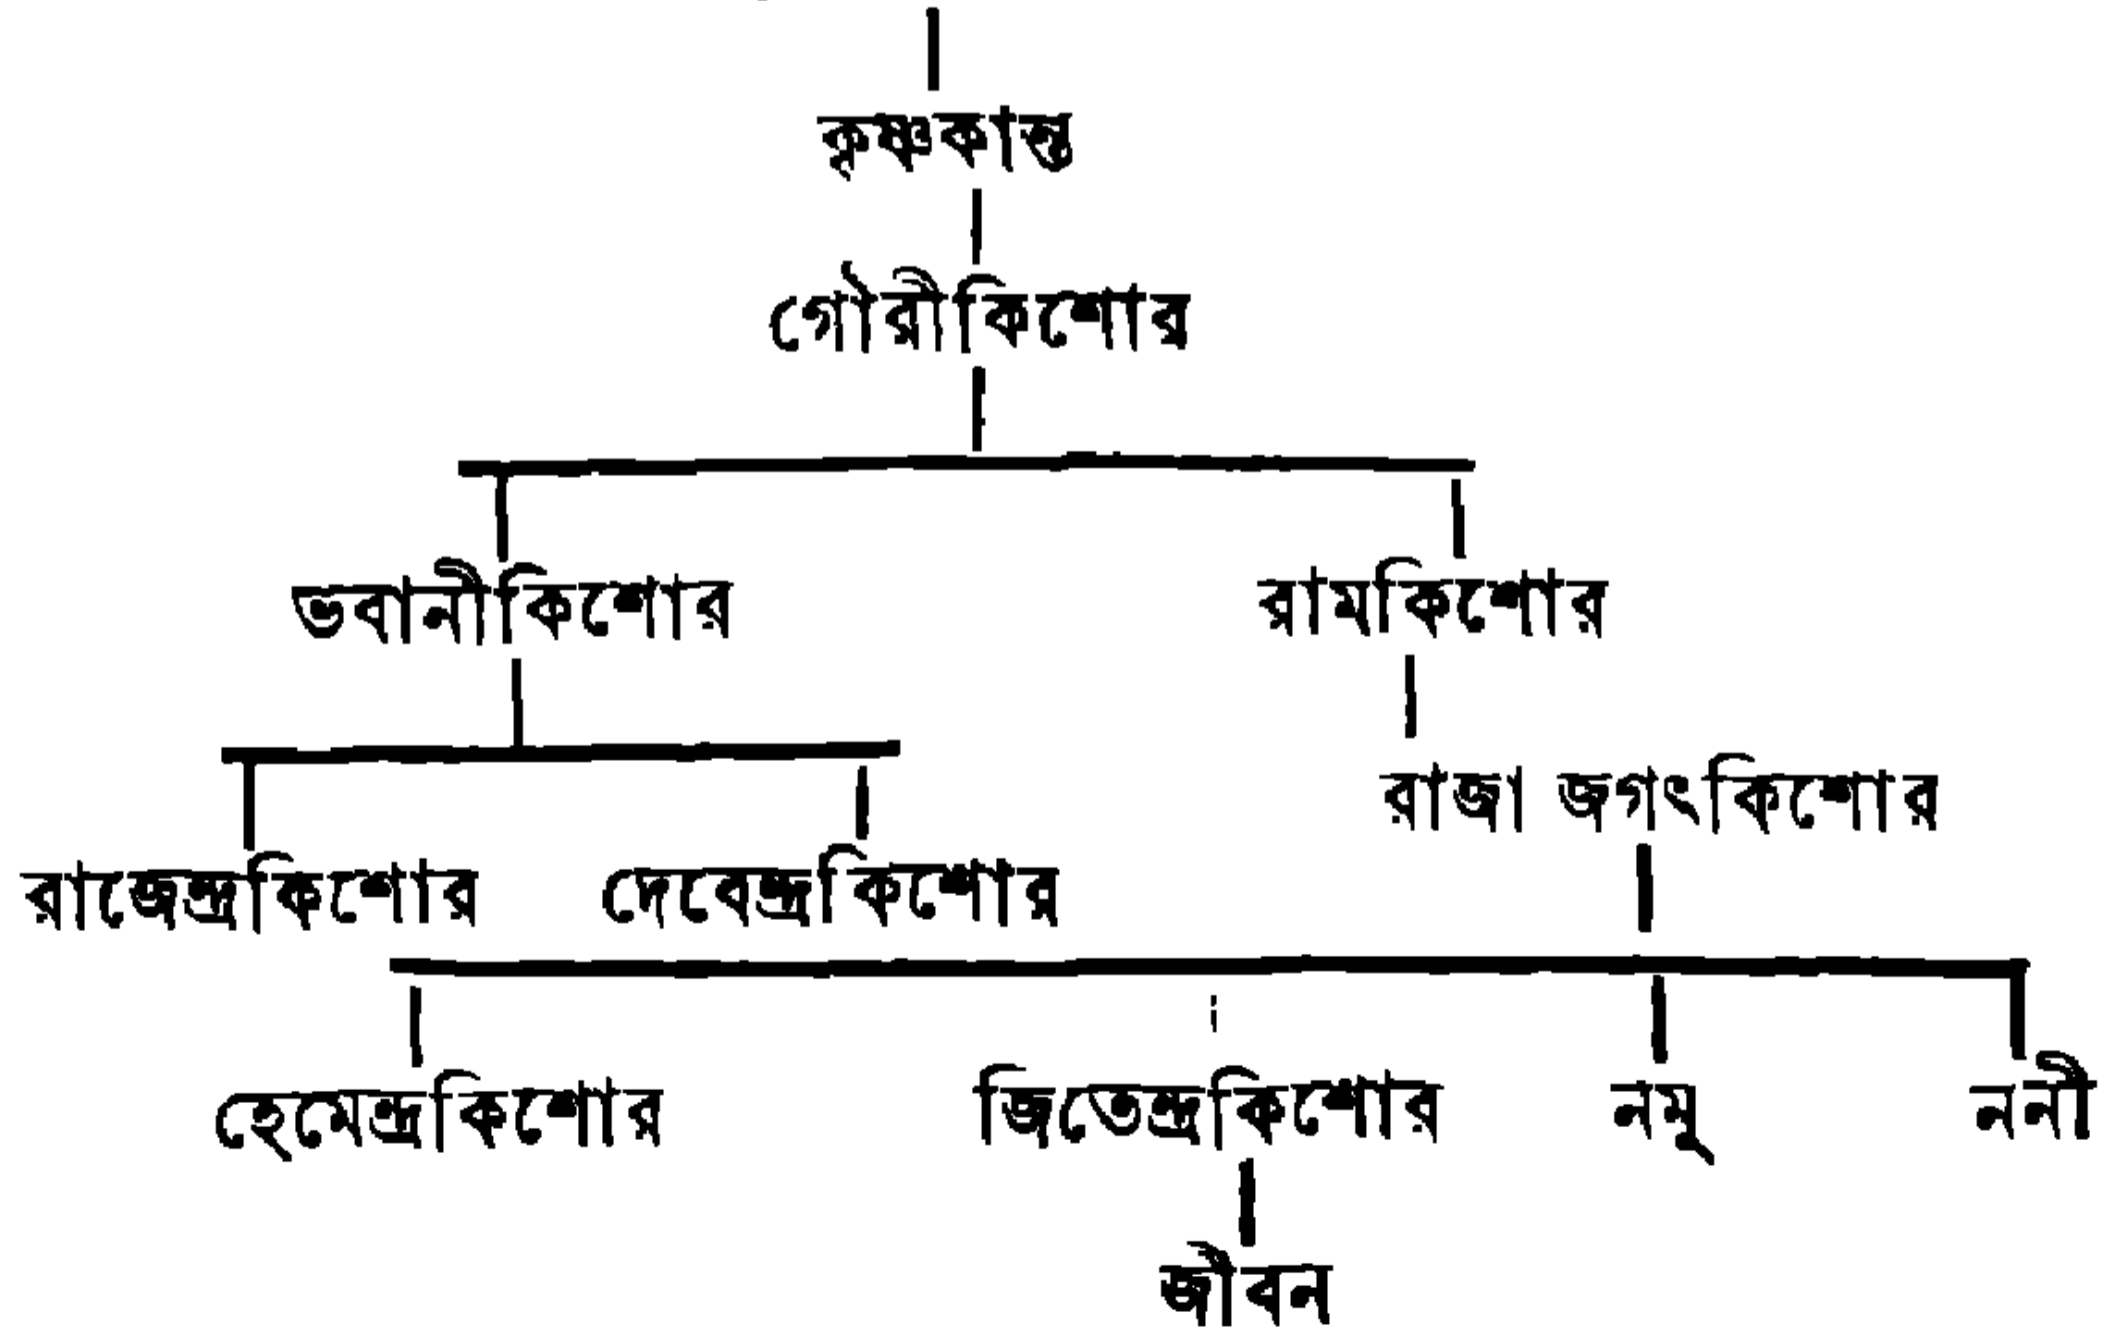 কৃষ্ণকান্ত
গৌরীকিশোর
ভবানীকিশোর রামকিশোর
রাজা জগৎকিশোর
রাজেন্দ্রকিশোর দেবেন্দ্রকিশোর
হেমেন্দ্রকিশোর জিতেন্দ্রকিশোর নমূ ননী
জীবন